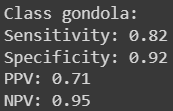 Class gondola:
Sensitivity: 0.82
Specificity: 0.92
PPV: 0.71
NPV: 0.95